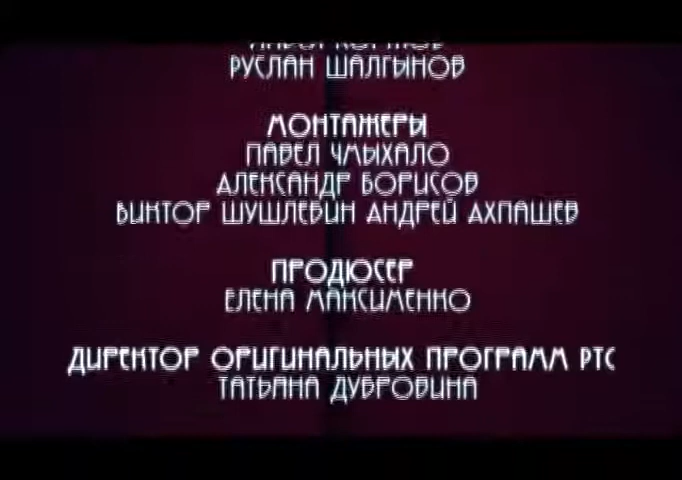 РУСЛАН ШАЛГЫНОВ
МОНТАЖЕРЫ
ПАВЕЛ ЧМЫХАЛО
АЛЕКСАНДР БОРИСОВ
ВИКТОР ШУШЛЕБИН АНДРЕЙ АХПАШЕВ
ПРОДЮСЕР
ЕЛЕНА МАКСИМЕНКО
ДИРЕКТОР ОРИГИНАЛЬНЫХ ПРОГРАММ РТС
ТАТЬЯНА ДУБРОВИНА